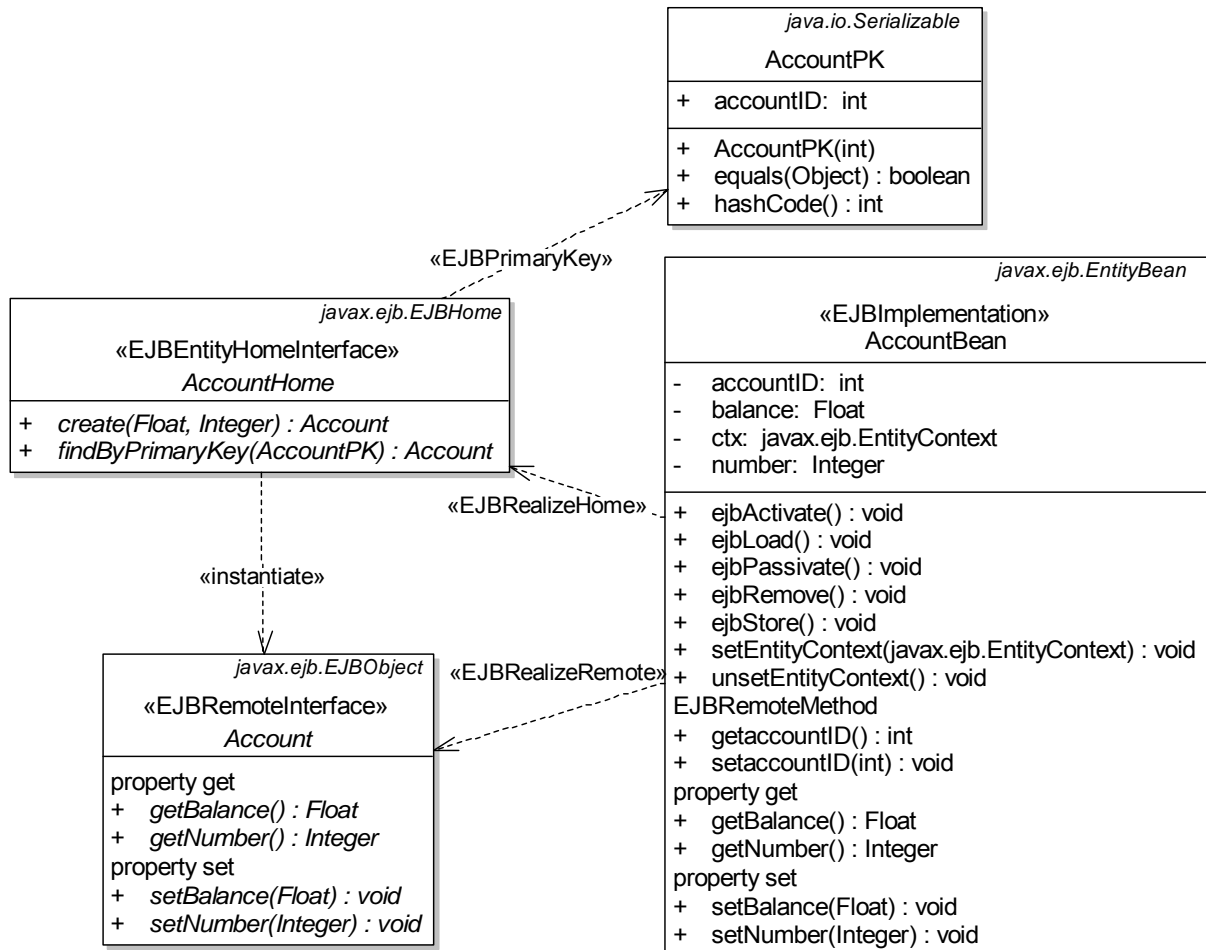 java.io.Serializable
AccountPK
+ accountID: int
+ AccountPK(int)
+ equals(Object) : boolean
+ hashCode() : int
«EJBPrimaryKey»
javax.ejb.EJBHome
«EJBEntityHomeInterface»
AccountHome
+ create(Float, Integer) : Account
+ findByPrimaryKey(AccountPK) : Account
«EJBRealizeHome»
«instantiate»
javax.ejb.EJBObject
«EJBRemoteInterface»
Account
property get
+ getBalance() : Float
+ getNumber() : Integer
property set
+ setBalance(Float) : void
+ setNumber(Integer) : void
«EJBRealizeRemote»
javax.ejb.EntityBean
«EJBImplementation»
AccountBean
- accountID: int
- balance: Float
- ctx: javax.ejb.EntityContext
- number: Integer
+ ejbActivate() : void
+ ejbLoad() : void
+ ejbPassivate() : void
+ ejbRemove() : void
+ ejbStore() : void
+ setEntityContext(javax.ejb.EntityContext) : void
+ unsetEntityContext() : void
EJBRemoteMethod
+ getaccountID() : int
+ setaccountID(int) : void
property get
+ getBalance() : Float
+ getNumber() : Integer
property set
+ setBalance(Float) : void
+ setNumber(Integer) : void